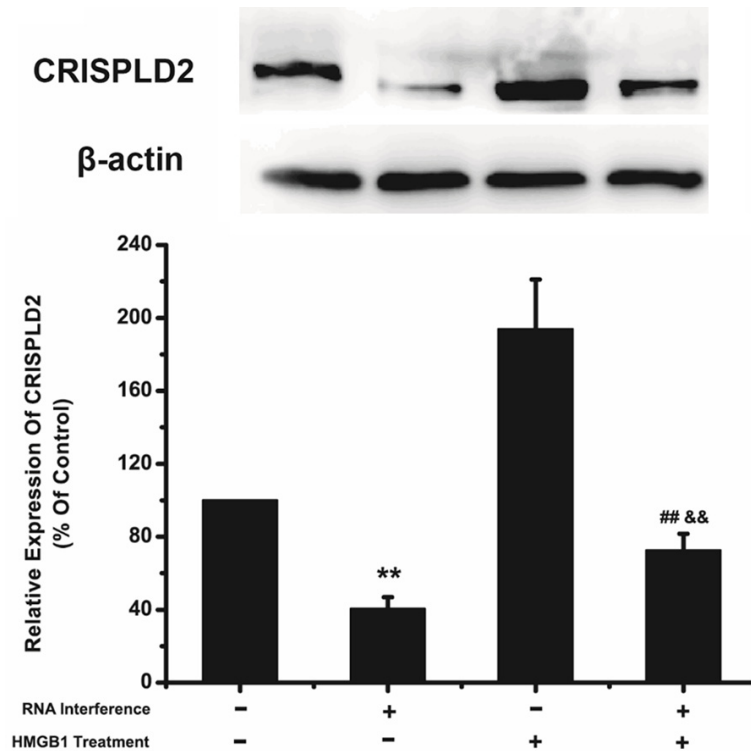 CRISPLD2
β-actin
Relative Expression Of CRISPLD2
(% Of Control)
240
200
160
120
80
40
0
**
## &&
RNA Interference - + - +
HMGB1 Treatment - - + +